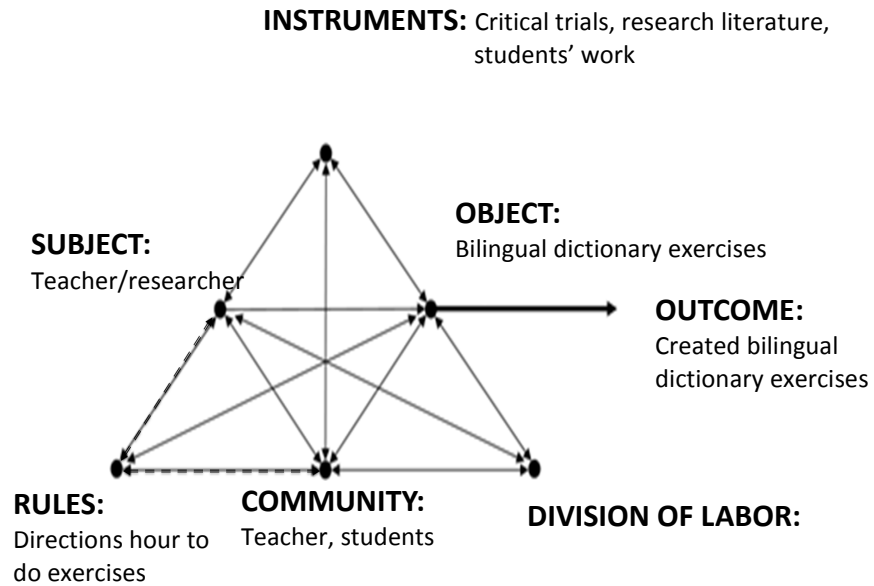 INSTRUMENTS: Critical trials, research literature,
students’ work
OBJECT:
Bilingual dictionary exercises
SUBJECT:
Teacher/researcher
OUTCOME:
Created bilingual
dictionary exercises
RULES:
Directions hour to
do exercises
COMMUNITY:
Teacher, students
DIVISION OF LABOR: